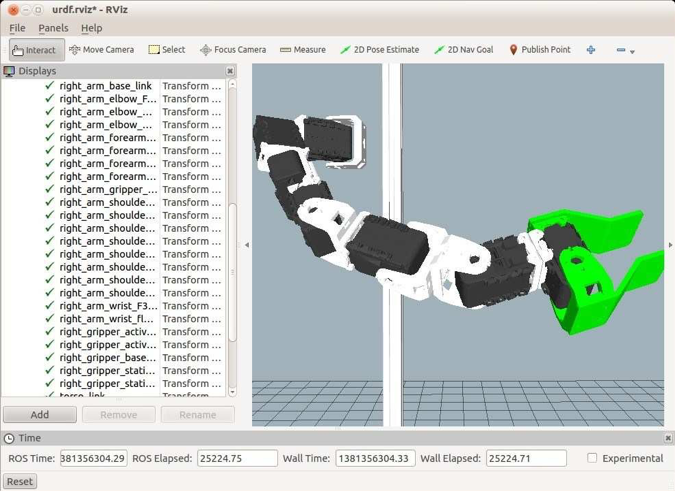 urdf.rviz* - RViz
File Panels Help
Interact Move Camera Select Focus Camera Measure 2D Pose Estimate 2D Nav Goal Publish Point
Displays
right_arm_base_link Transform ...
right_arm_elbow_F... Transform ...
right_arm_elbow_... Transform ...
right_arm_elbow_... Transform ...
right_arm_forearm... Transform ...
right_arm_forearm... Transform ...
right_arm_forearm... Transform ...
right_arm_forearm... Transform ...
right_arm_gripper_... Transform ...
right_arm_shoulde... Transform ...
right_arm_shoulde... Transform ...
right_arm_shoulde... Transform ...
right_arm_shoulde... Transform ...
right_arm_shoulde... Transform ...
right_arm_shoulde... Transform ...
right_arm_shoulde... Transform ...
right_arm_shoulde... Transform ...
right_arm_wrist_F3... Transform ...
right_arm_wrist_fl... Transform ...
right_gripper_activ... Transform ...
right_gripper_activ... Transform ...
right_gripper_base... Transform ...
right_gripper_stati... Transform ...
right_gripper_stati... Transform ...
torso_link Transform ...
Add Remove Rename
Time
ROS Time: 381356304.29 ROS Elapsed: 25224.75 Wall Time: 1381356304.33 Wall Elapsed: 25224.71 Experimental
Reset